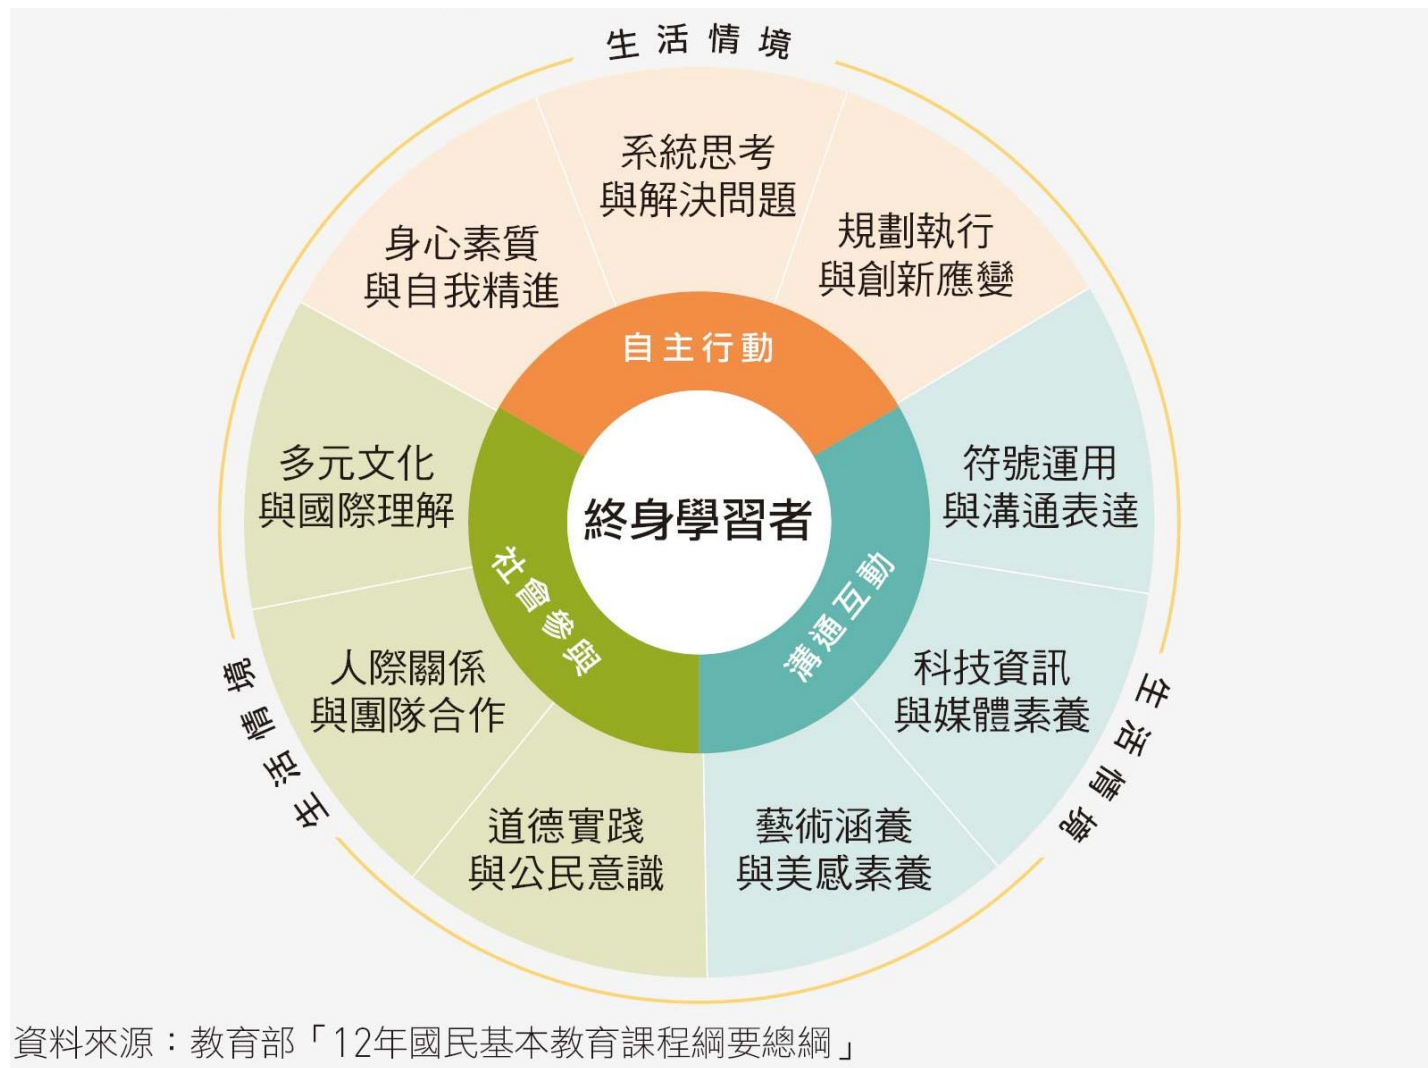 生活情境
系統思考
與解決問題
身心素質
與自我精進
規劃執行
與創新應變
自主行動
多元文化
與國際理解
終身學習者
符號運用
與溝通表達
社會參與
溝通互動
人際關係
與團隊合作
科技資訊
與媒體素養
生活情境
生活情境
道德實踐
與公民意識
藝術涵養
與美感素養
資料來源：教育部「12年國民基本教育課程綱要總綱」